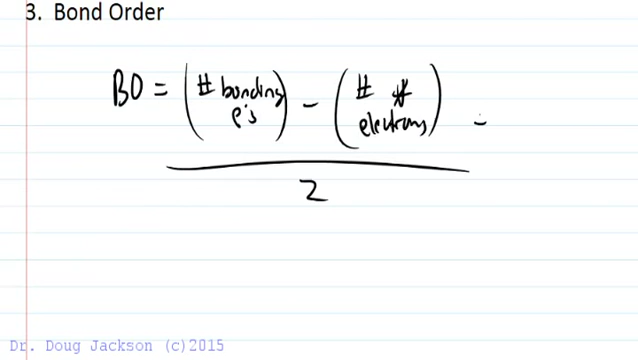 3. Bond Order
BO = (# bonding e's) - (# * electrons) =
2
Dr. Doug Jackson (c)2015